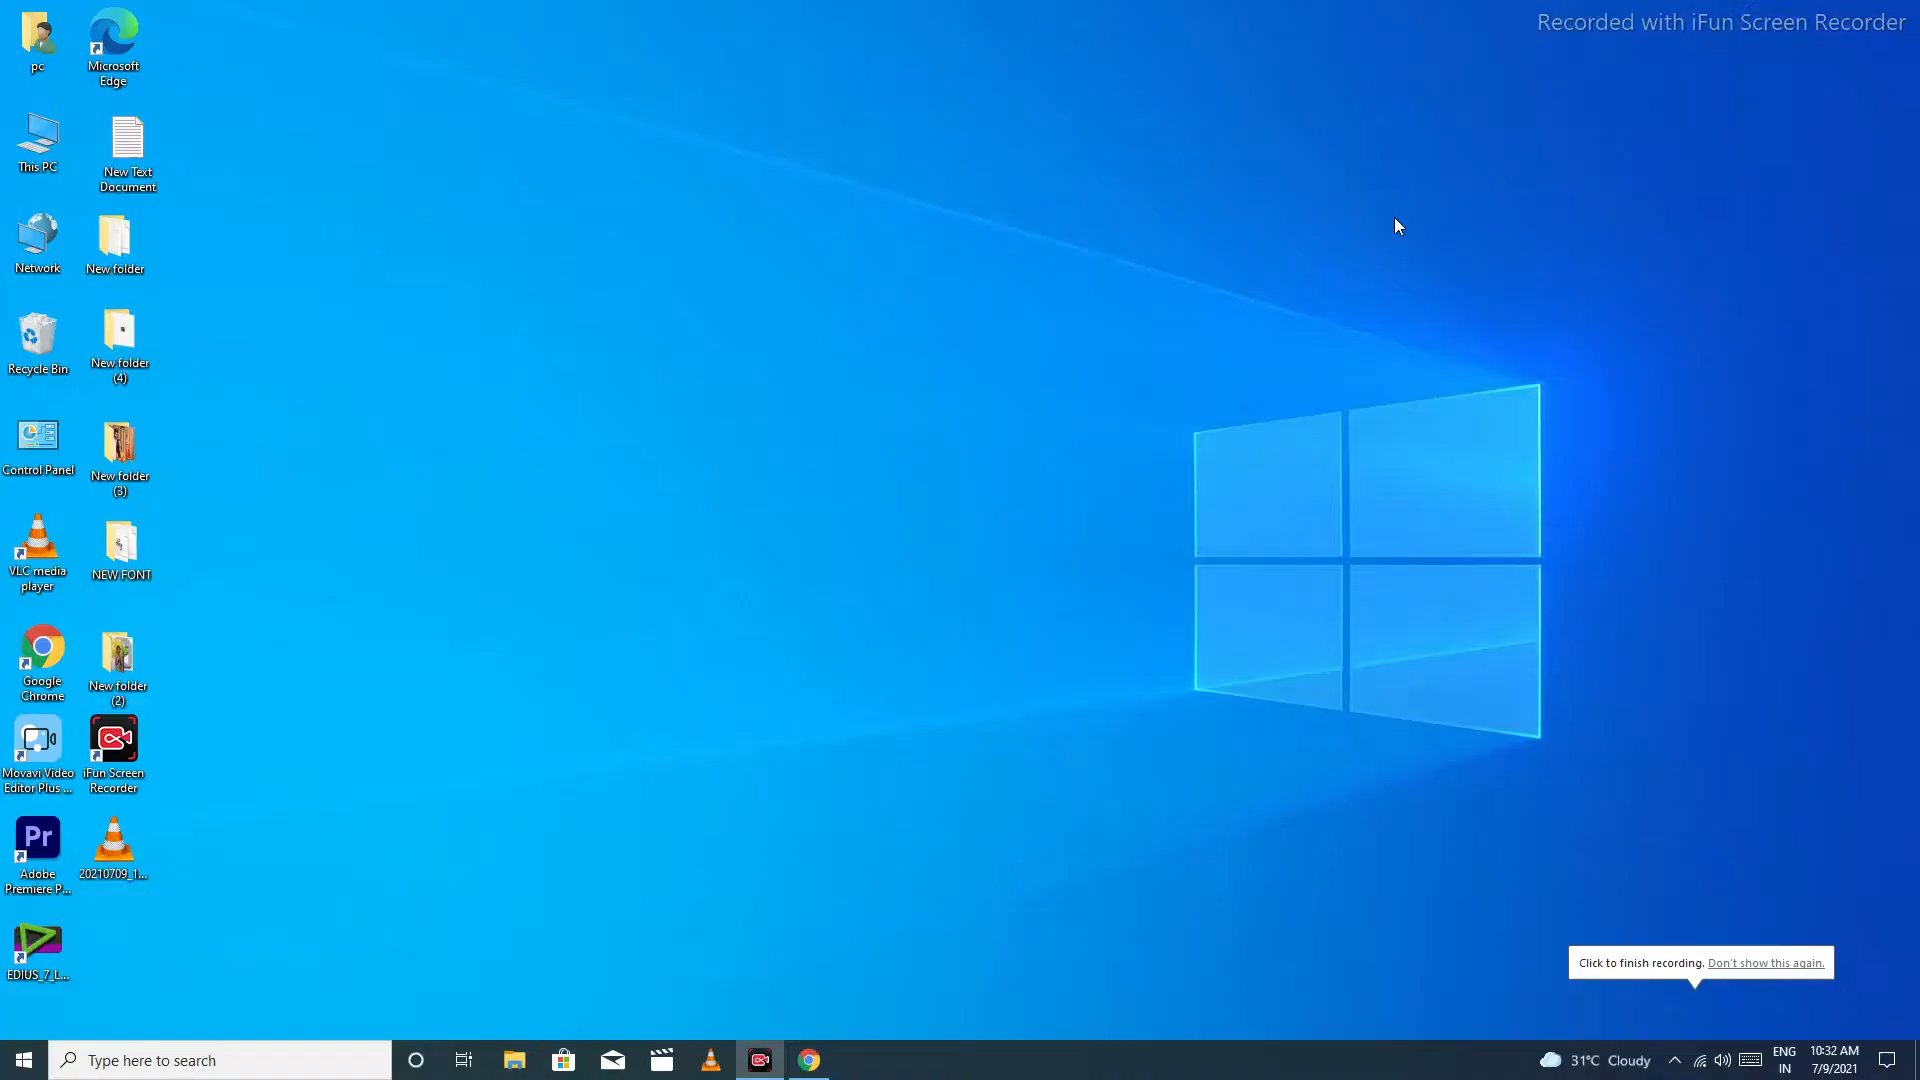 Recorded with iFun Screen Recorder
pc
Microsoft
Edge
This PC
New Text
Document
Network
New folder
Recycle Bin
New folder
(4)
Control Panel
New folder
(3)
VLC media
player
NEW FONT
Google
Chrome
New folder
(2)
Movavi Video
Editor Plus ...
iFun Screen
Recorder
Pr
Adobe
Premiere P...
20210709_1...
EDIUS_7_L...
Click to finish recording. Don't show this again.
Type here to search
31°C Cloudy
ENG
IN
10:32 AM
7/9/2021